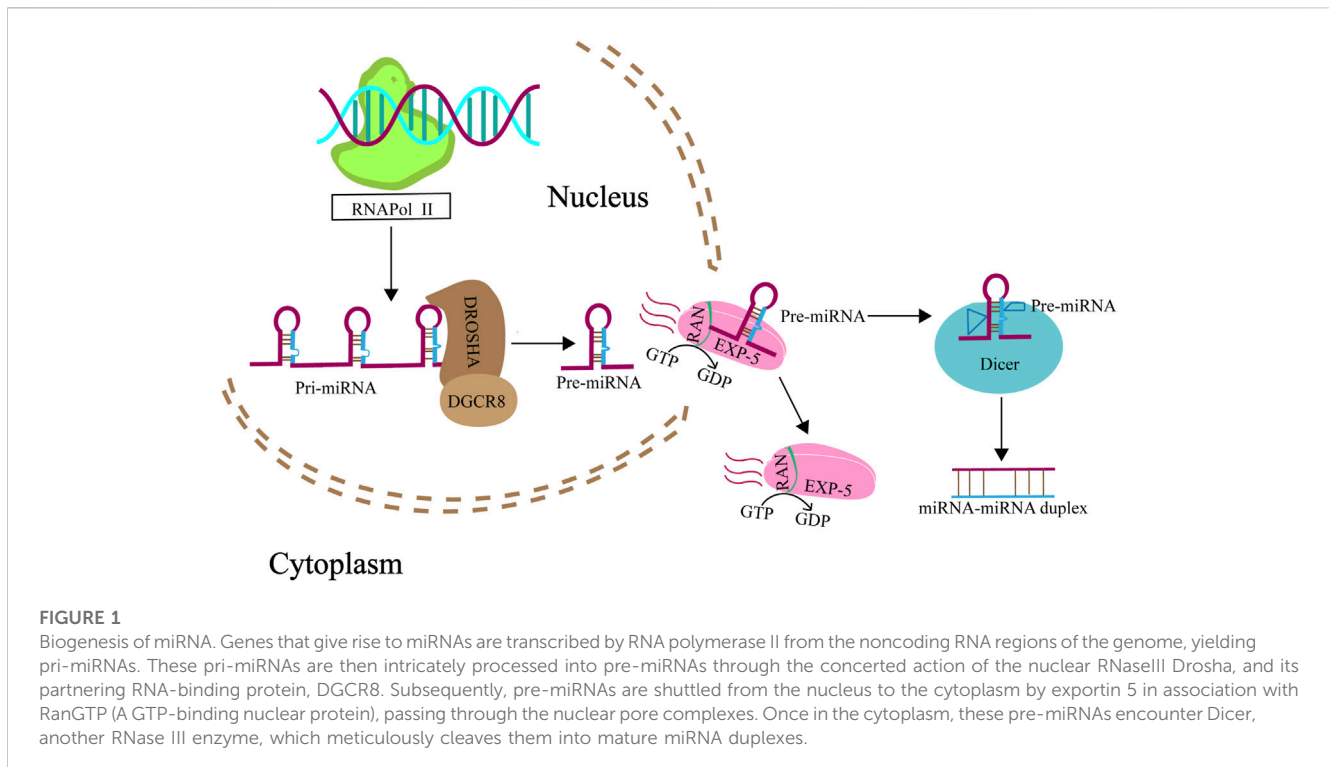 Nucleus
RNAPol II
DROSHA
DGCR8
Pri-miRNA
Pre-miRNA
RAN
EXP-5
GTP
GDP
Pre-miRNA
Pre-miRNA
Dicer
RAN
EXP-5
GTP
GDP
miRNA-miRNA duplex
Cytoplasm
FIGURE 1
Biogenesis of miRNA. Genes that give rise to miRNAs are transcribed by RNA polymerase II from the noncoding RNA regions of the genome, yielding
pri-miRNAs. These pri-miRNAs are then intricately processed into pre-miRNAs through the concerted action of the nuclear RNaseIII Drosha, and its
partnering RNA-binding protein, DGCR8. Subsequently, pre-miRNAs are shuttled from the nucleus to the cytoplasm by exportin 5 in association with
RanGTP (A GTP-binding nuclear protein), passing through the nuclear pore complexes. Once in the cytoplasm, these pre-miRNAs encounter Dicer,
another RNase III enzyme, which meticulously cleaves them into mature miRNA duplexes.